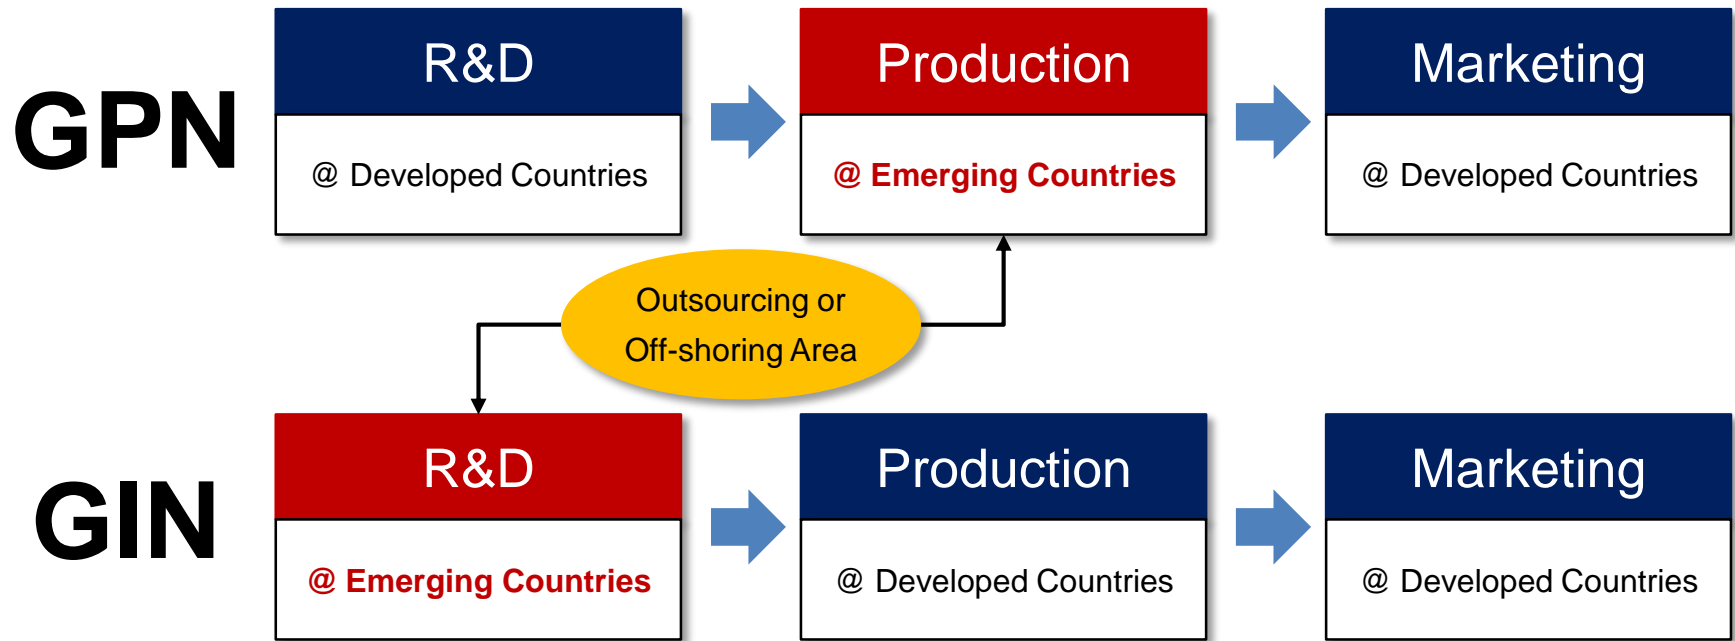 GPN
R&D
@ Developed Countries
Production
@ Emerging Countries
Marketing
@ Developed Countries
Outsourcing or
Off-shoring Area
GIN
R&D
@ Emerging Countries
Production
@ Developed Countries
Marketing
@ Developed Countries